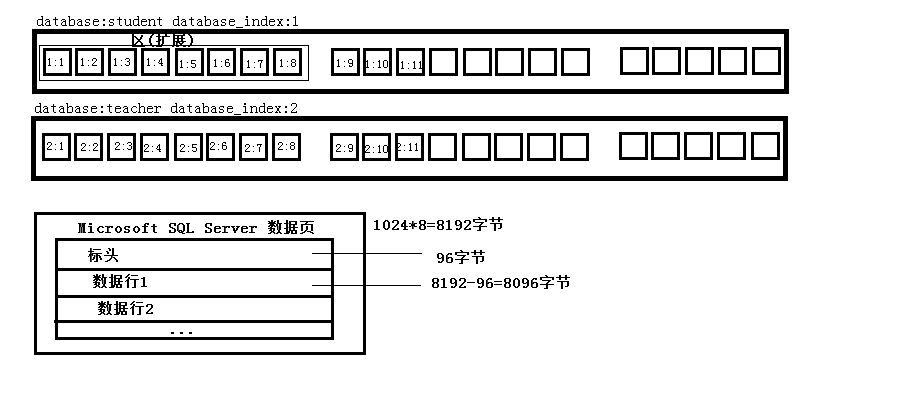 database:student database_index:1
区(扩展)
1:1 1:2 1:3 1:4 1:5 1:6 1:7 1:8 1:9 1:10 1:11
database:teacher database_index:2
2:1 2:2 2:3 2:4 2:5 2:6 2:7 2:8 2:9 2:10 2:11
Microsoft SQL Server 数据页
1024*8=8192字节
标头
96字节
数据行1
8192-96=8096字节
数据行2
...